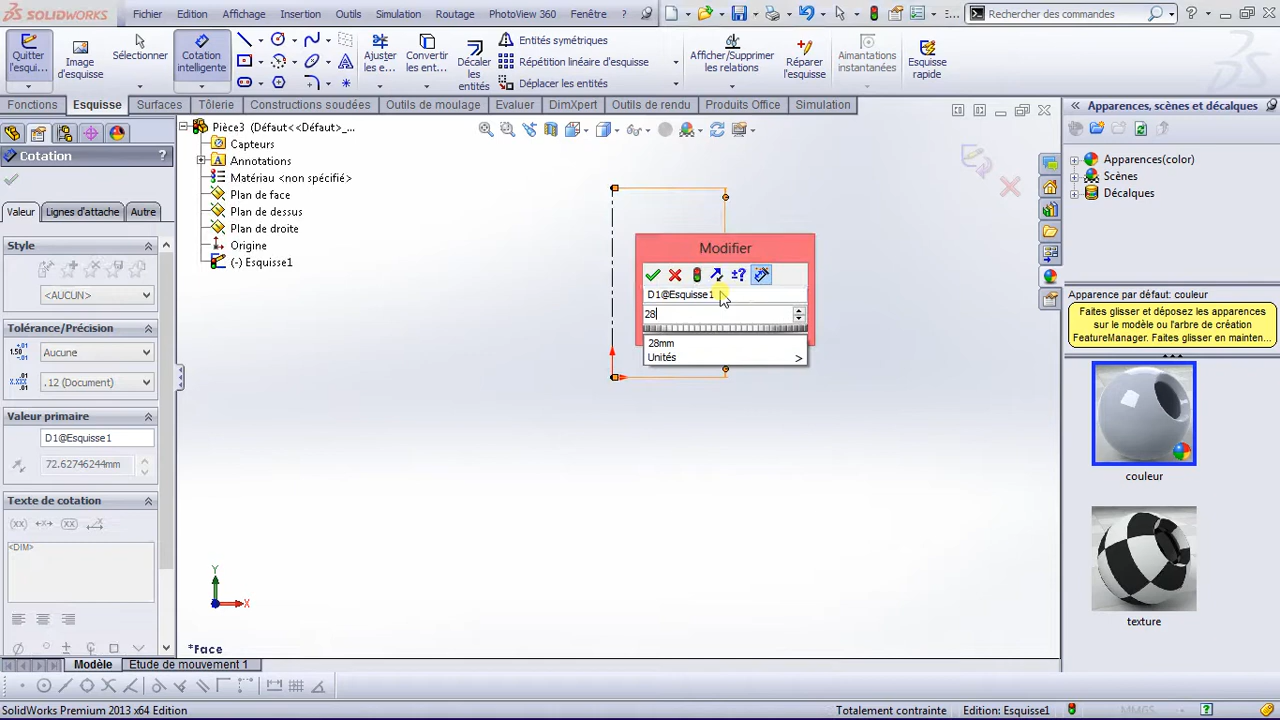 SOLIDWORKS
Fichier
Edition
Affichage
Insertion
Outils
Simulation
Routage
PhotoView 360
Fenêtre
?
Rechercher des commandes
Quitter l'esqui...
Image d'esquisse
Sélectionner
Cotation intelligente
Ajuster les e...
Convertir les ent...
Décaler les entités
Entités symétriques
Répétition linéaire d'esquisse
Déplacer les entités
Afficher/Supprimer les relations
Réparer l'esquisse
Aimantations instantanées
Esquisse rapide
Fonctions
Esquisse
Surfaces
Tôlerie
Constructions soudées
Outils de moulage
Evaluer
DimXpert
Outils de rendu
Produits Office
Simulation
Cotation
?
Valeur
Lignes d'attache
Autre
Style
<AUCUN>
Tolérance/Précision
Aucune
.12 (Document)
Valeur primaire
D1@Esquisse1
72.62746244mm
Texte de cotation
<DIM>
Pièce3 (Défaut<<Défaut>_...
Capteurs
Annotations
Matériau <non spécifié>
Plan de face
Plan de dessus
Plan de droite
Origine
(-) Esquisse1
Modifier
D1@Esquisse1
28
28mm
Unités >
Y
X
*Face
Apparences, scènes et décalques
Apparences(color)
Scènes
Décalques
Apparence par défaut: couleur
Faites glisser et déposez les apparences
sur le modèle ou l'arbre de création
FeatureManager. Faites glisser en mainten...
couleur
texture
Modèle
Etude de mouvement 1
SolidWorks Premium 2013 x64 Edition
Totalement contrainte
Edition: Esquisse1
MMGS